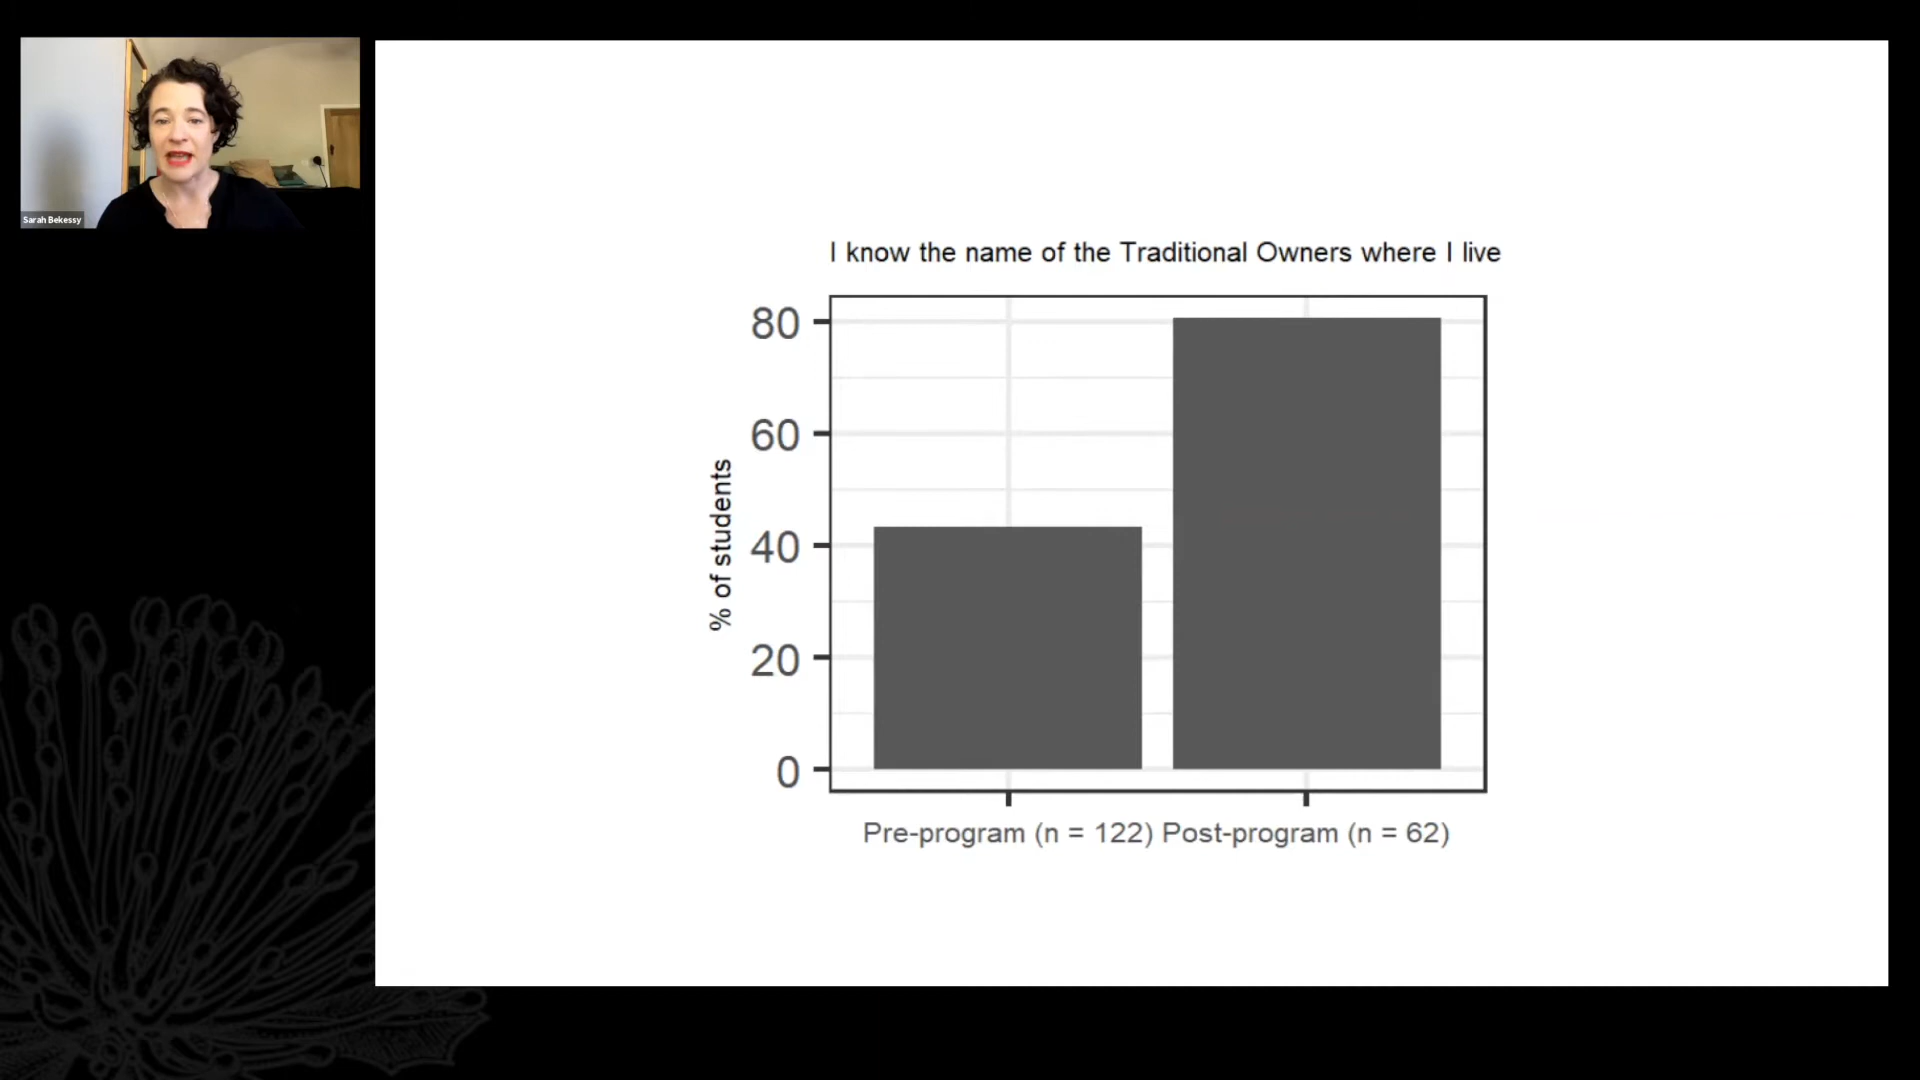 Sarah Bekessy
I know the name of the Traditional Owners where I live
80
60
40
20
0
% of students
Pre-program (n = 122) Post-program (n = 62)